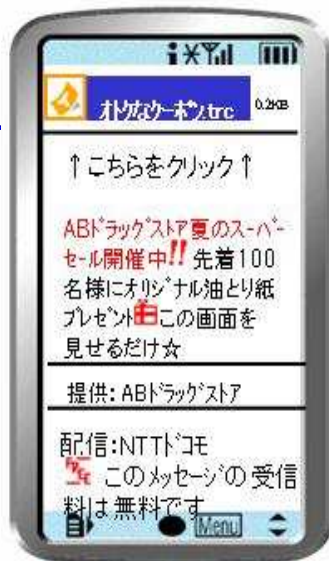 オトクなクーポン.trc 0.2KB
↑こちらをクリック↑
ABドラッグストア夏のスーパー
セール開催中!! 先着100
名様にオリジナル油とり紙
プレゼント この画面を
見せるだけ☆
提供:ABドラッグストア
配信:NTTドコモ
FREE このメッセージの受信
料は無料です
Menu